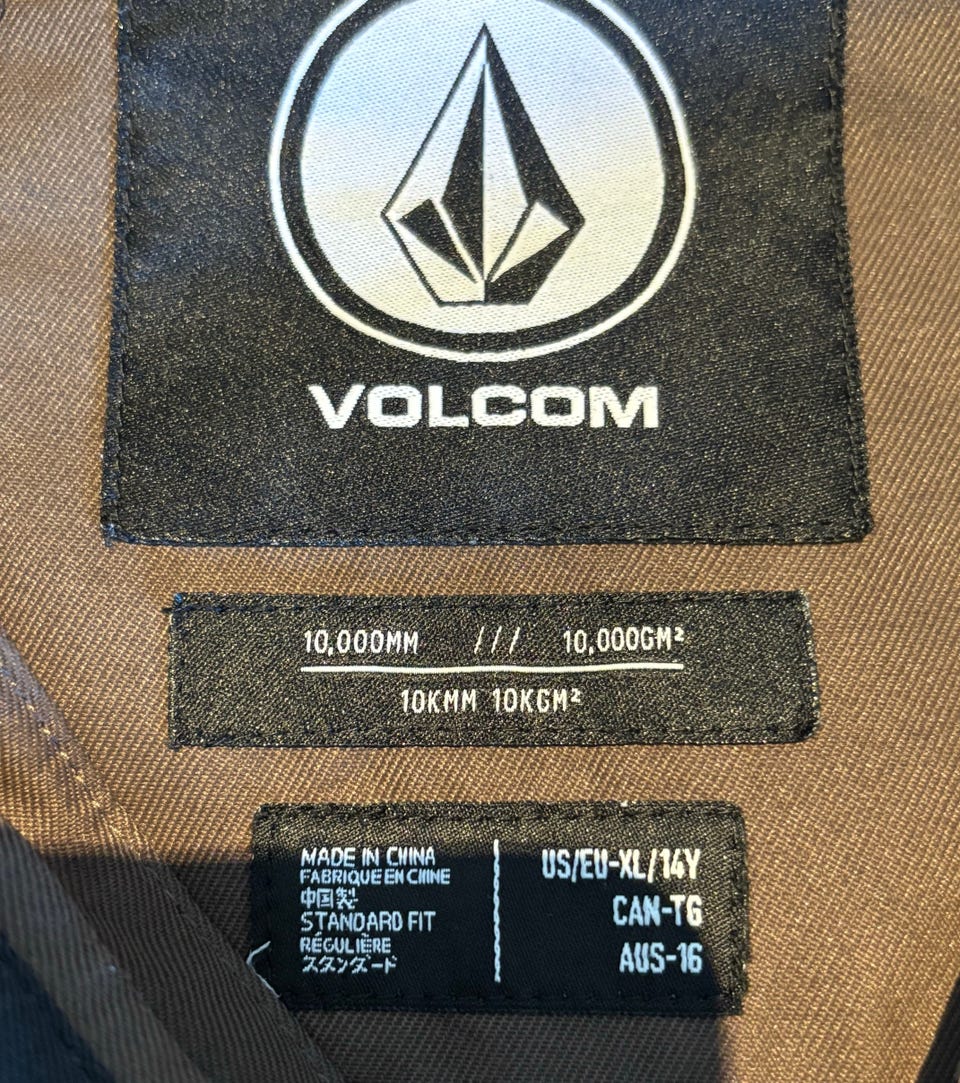 VOLCOM
10,000MM /// 10,000GM²
10KMM 10KGM²
MADE IN CHINA
FABRIQUE EN CHINE
中国製
STANDARD FIT
RÉGULIÈRE
スタンダード
US/EU-XL/14Y
CAN-TG
AUS-16